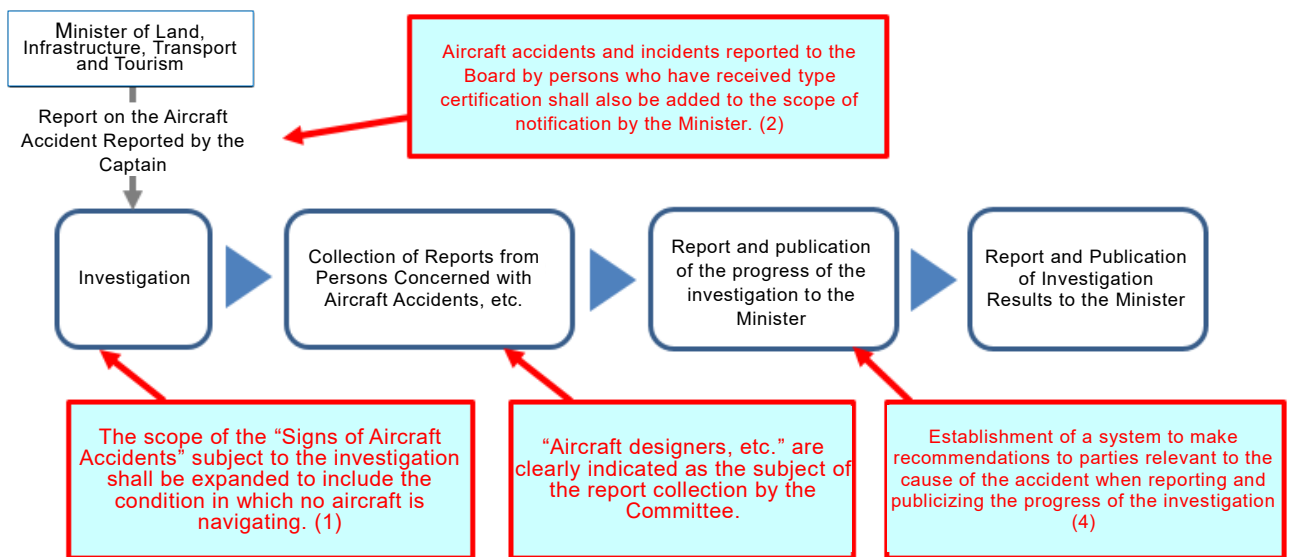 Minister of Land,
Infrastructure, Transport
and Tourism
Aircraft accidents and incidents reported to the
Board by persons who have received type
certification shall also be added to the scope of
notification by the Minister. (2)
Report on the Aircraft
Accident Reported by the
Captain
Investigation
Collection of Reports from
Persons Concerned with
Aircraft Accidents, etc.
Report and publication
of the progress of the
investigation to the
Minister
Report and Publication
of Investigation
Results to the Minister
The scope of the “Signs of Aircraft
Accidents” subject to the investigation
shall be expanded to include the
condition in which no aircraft is
navigating. (1)
“Aircraft designers, etc.” are
clearly indicated as the subject of
the report collection by the
Committee.
Establishment of a system to make
recommendations to parties relevant to the
cause of the accident when reporting and
publicizing the progress of the investigation
(4)